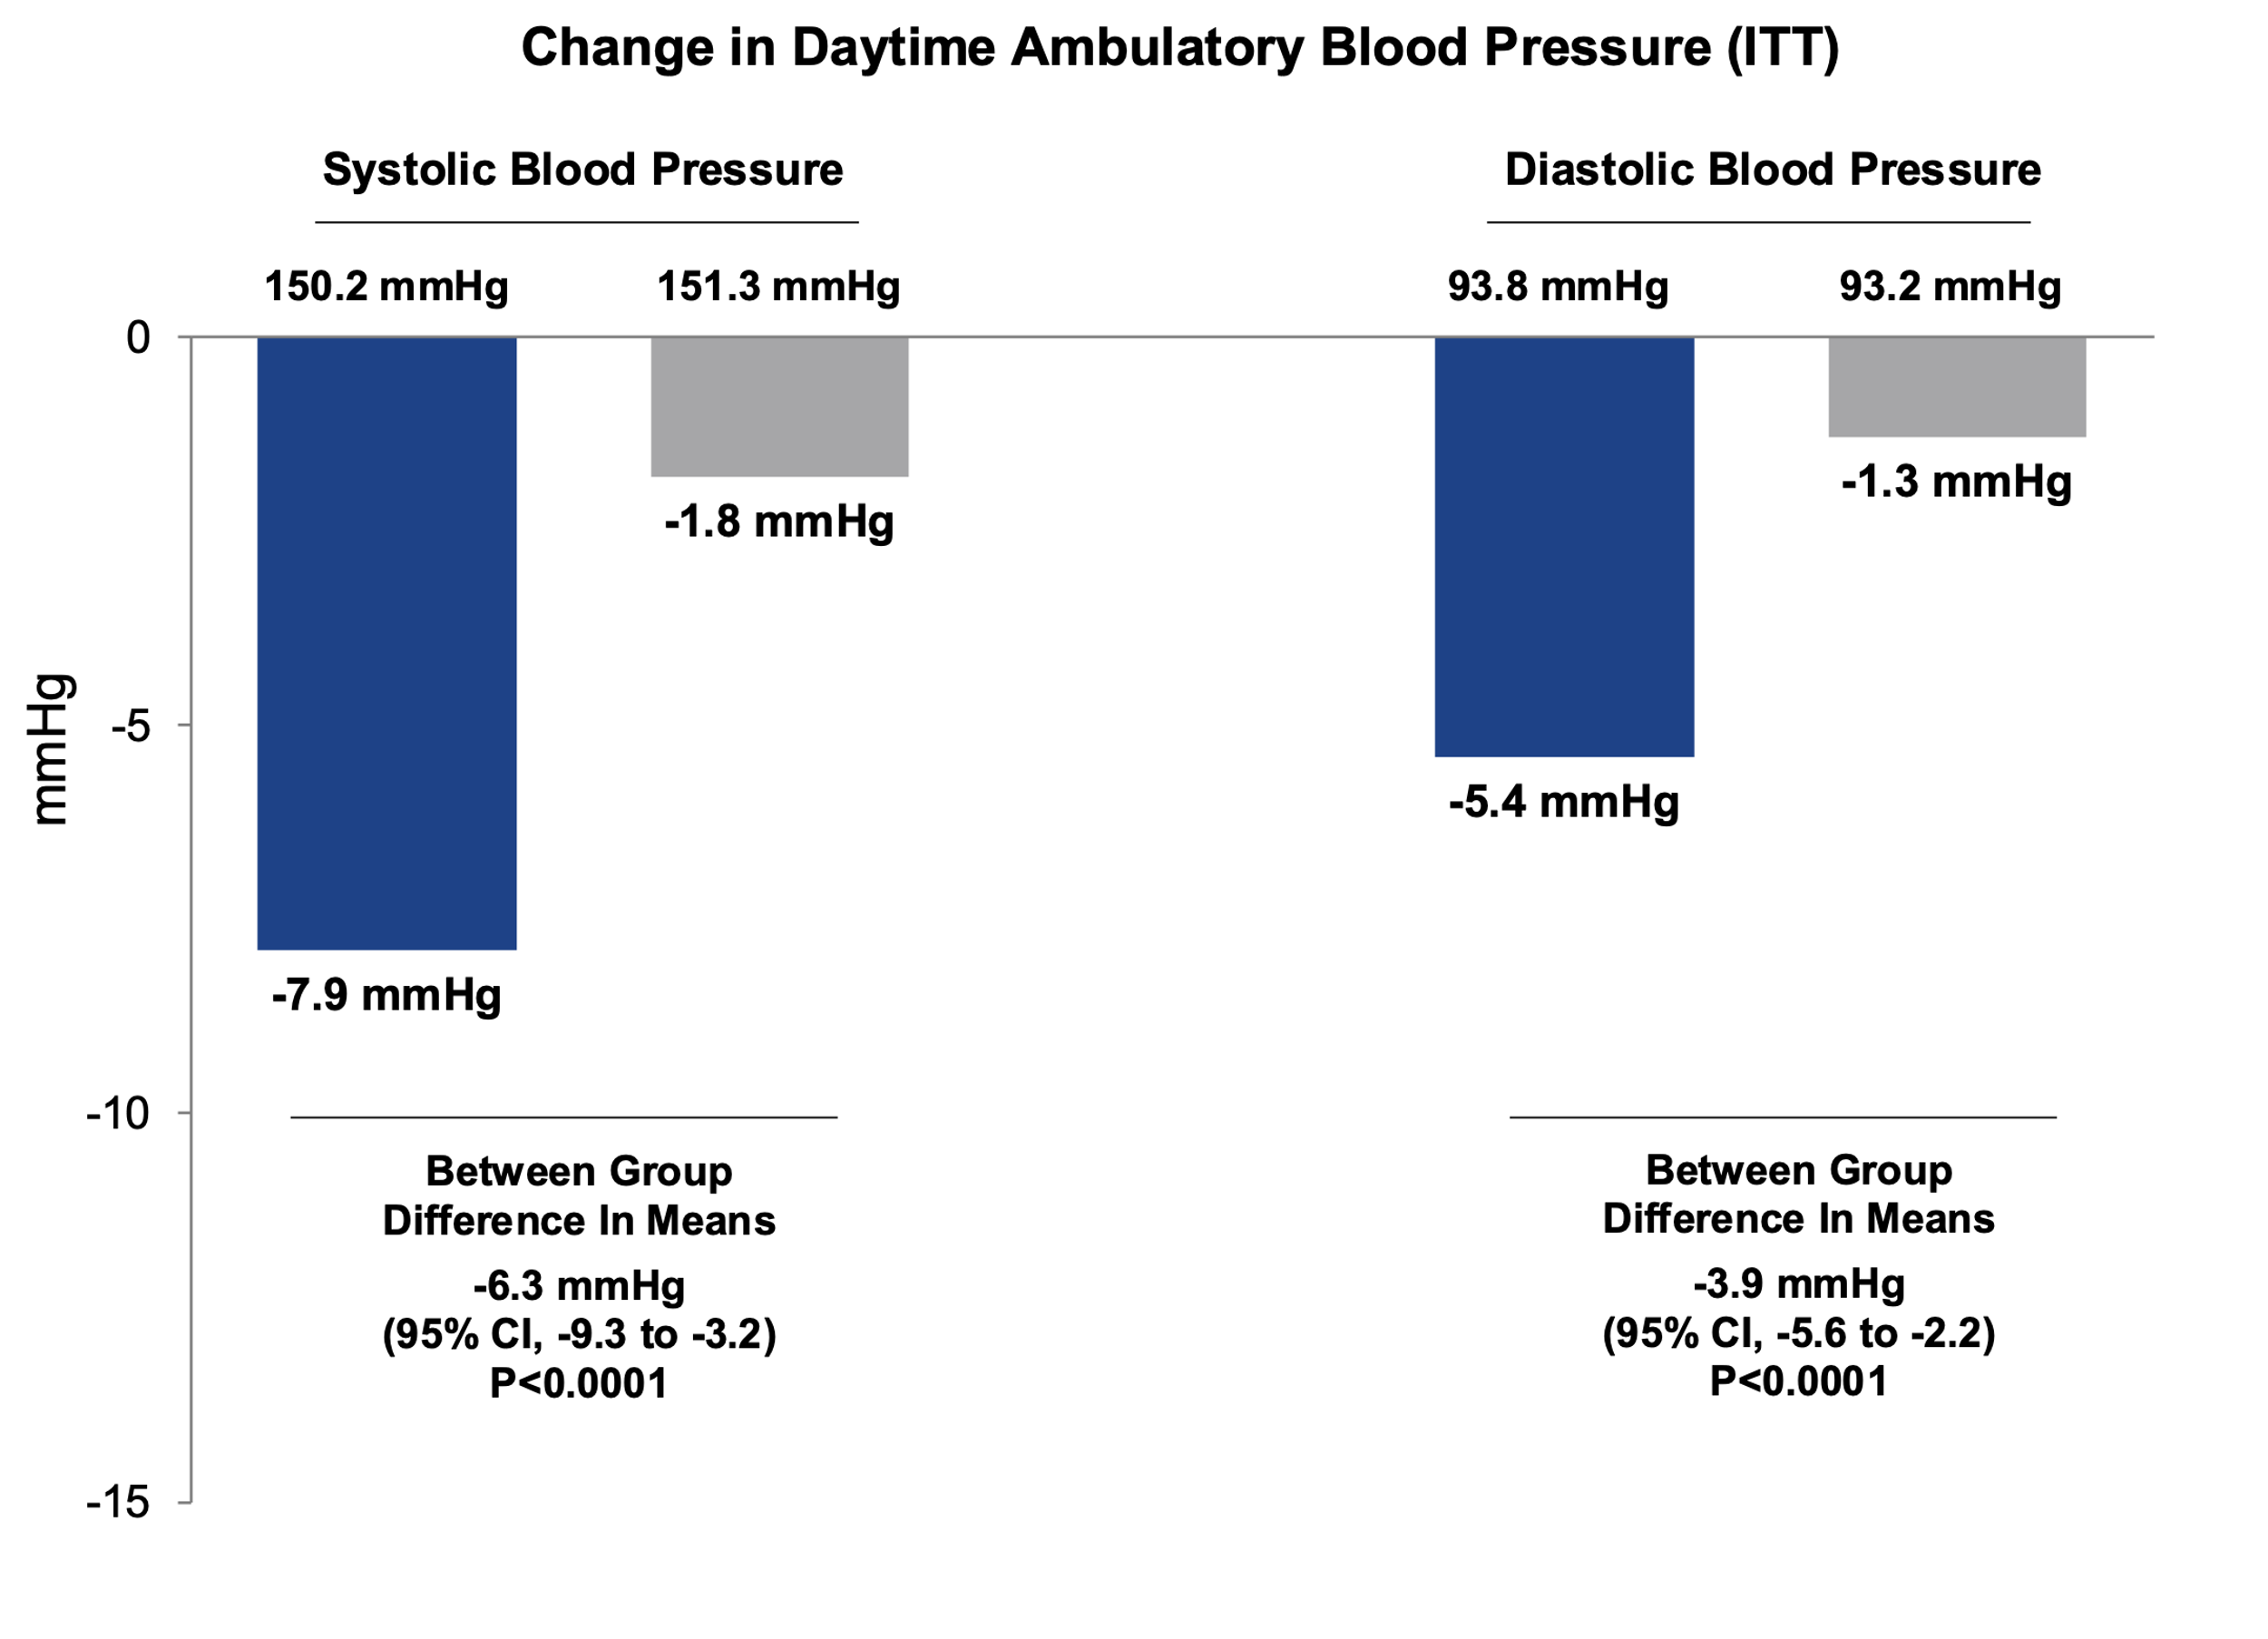 Change in Daytime Ambulatory Blood Pressure (ITT)
Systolic Blood Pressure
Diastolic Blood Pressure
150.2 mmHg
151.3 mmHg
93.8 mmHg
93.2 mmHg
0
-1.3 mmHg
-1.8 mmHg
mmHg
-5
-5.4 mmHg
-7.9 mmHg
-10
Between Group
Difference In Means
-6.3 mmHg
(95% CI, -9.3 to -3.2)
P<0.0001
Between Group
Difference In Means
-3.9 mmHg
(95% CI, -5.6 to -2.2)
P<0.0001
-15